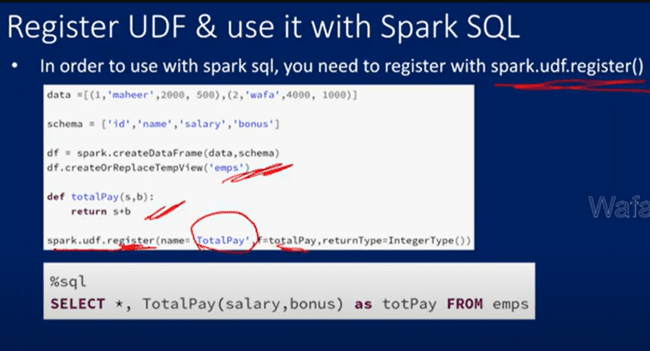 Register UDF & use it with Spark SQL
• In order to use with spark sql, you need to register with spark.udf.register()
data =[(1,'maheer',2000, 500),(2,'wafa',4000, 1000)]
schema = ['id','name','salary','bonus']
df = spark.createDataFrame(data,schema)
df.createOrReplaceTempView('emps')
def totalPay(s,b):
return s+b
Wafa
spark.udf.register(name='TotalPay',f=totalPay,returnType=IntegerType())
%sql
SELECT *, TotalPay(salary,bonus) as totPay FROM emps